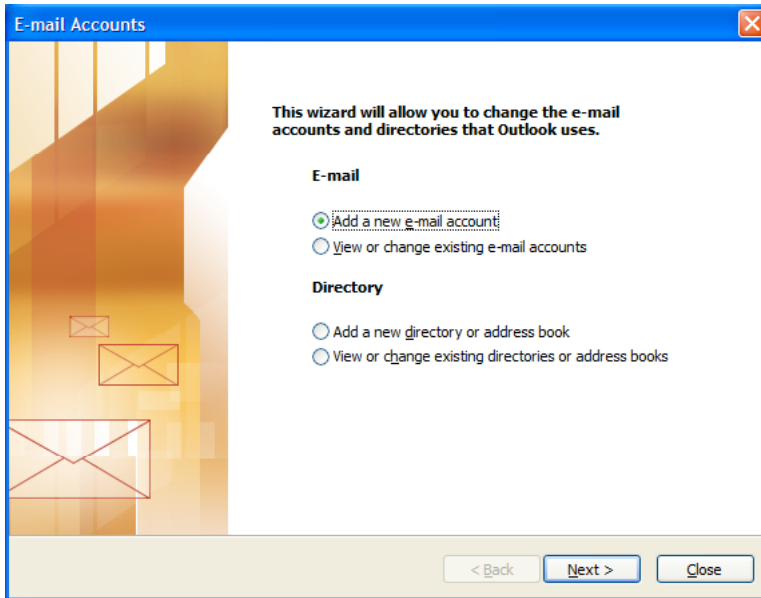 E-mail Accounts
This wizard will allow you to change the e-mail
accounts and directories that Outlook uses.
E-mail
Add a new e-mail account
View or change existing e-mail accounts
Directory
Add a new directory or address book
View or change existing directories or address books
< Back Next > Close